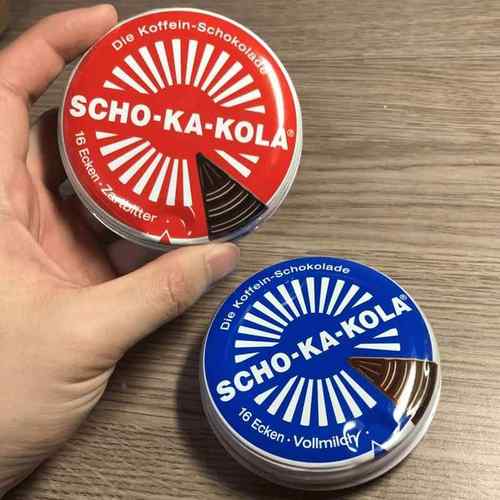 Die Koffein-Schokolade
SCHO-KA-KOLA®
16 Ecken · Zartbitter
Die Koffein-Schokolade
SCHO-KA-KOLA®
16 Ecken · Vollmilch